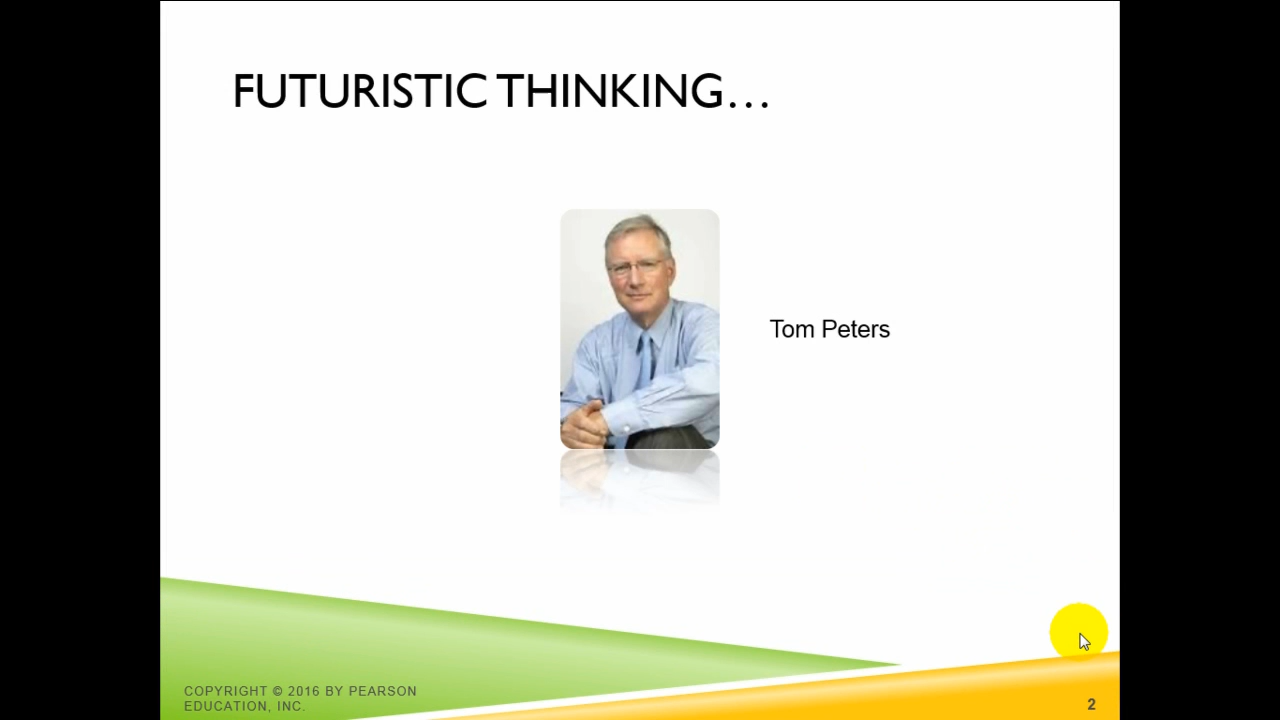 FUTURISTIC THINKING…
Tom Peters
COPYRIGHT © 2016 BY PEARSON
EDUCATION, INC.
2